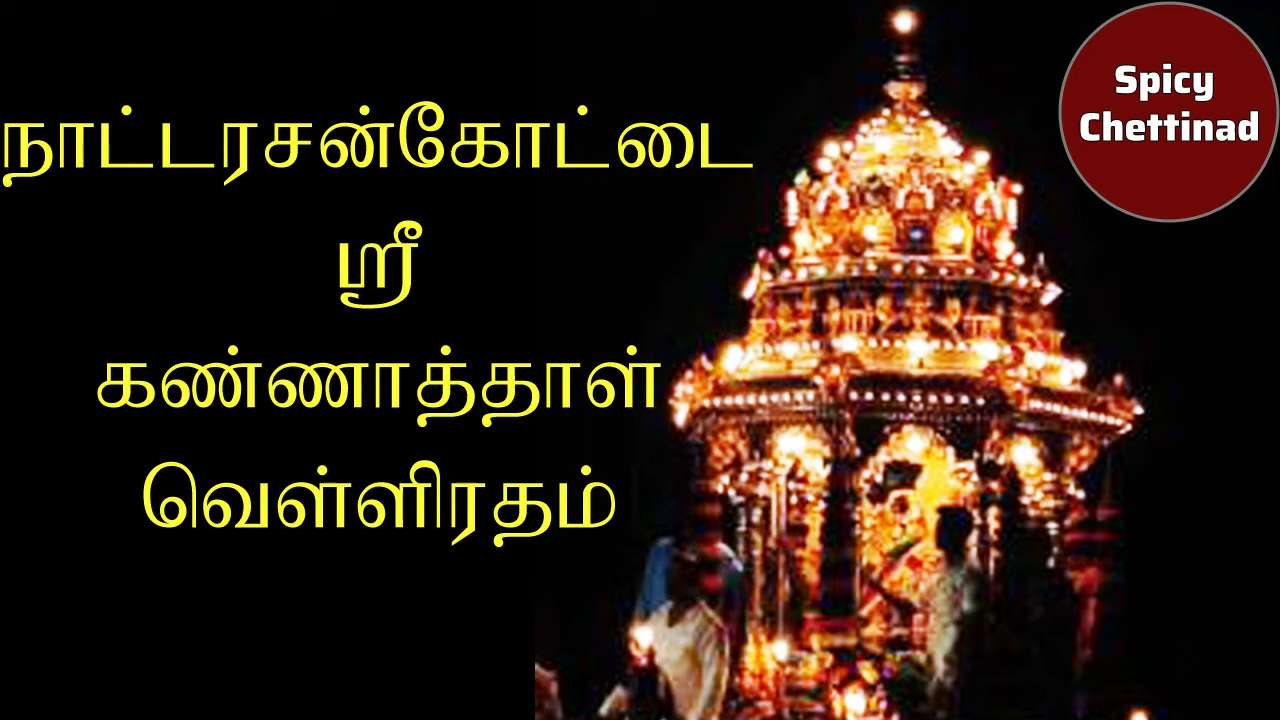 நாட்டரசன்கோட்டை
ஸ்ரீ
கண்ணாத்தாள்
வெள்ளிரதம்
Spicy
Chettinad